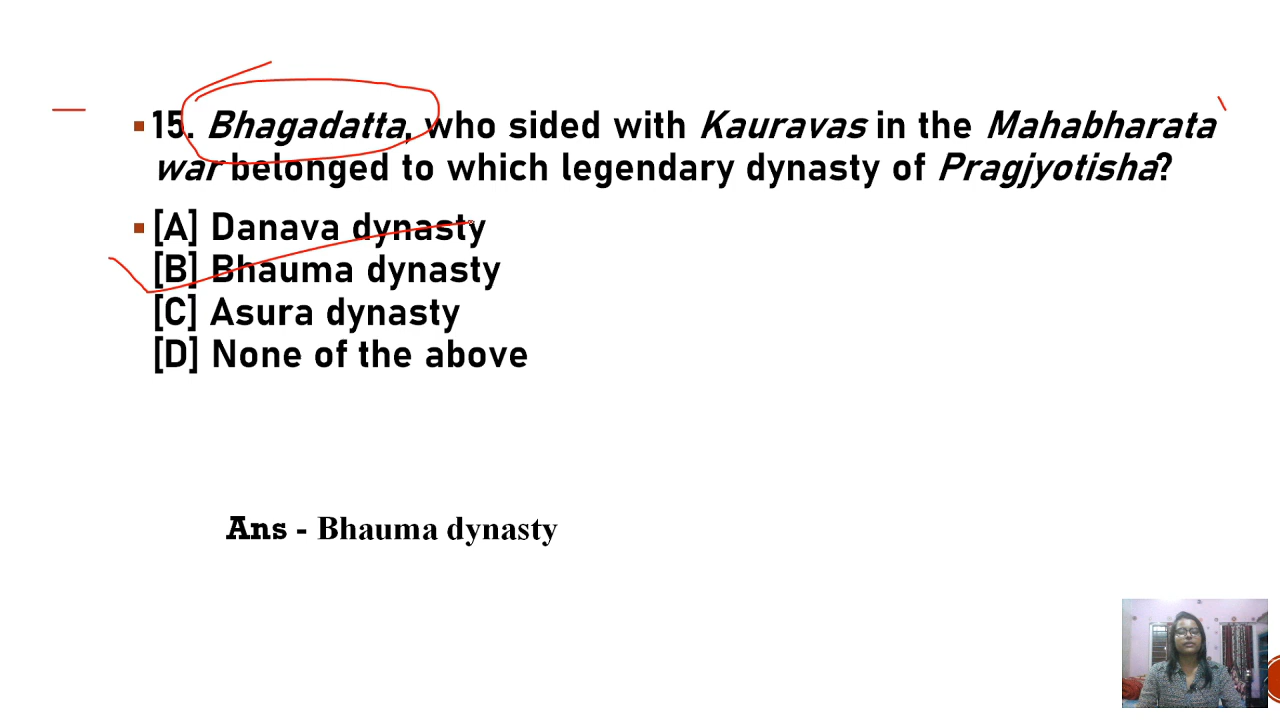 15. Bhagadatta, who sided with Kauravas in the Mahabharata
war belonged to which legendary dynasty of Pragjyotisha?
[A] Danava dynasty
[B] Bhauma dynasty
[C] Asura dynasty
[D] None of the above
Ans - Bhauma dynasty